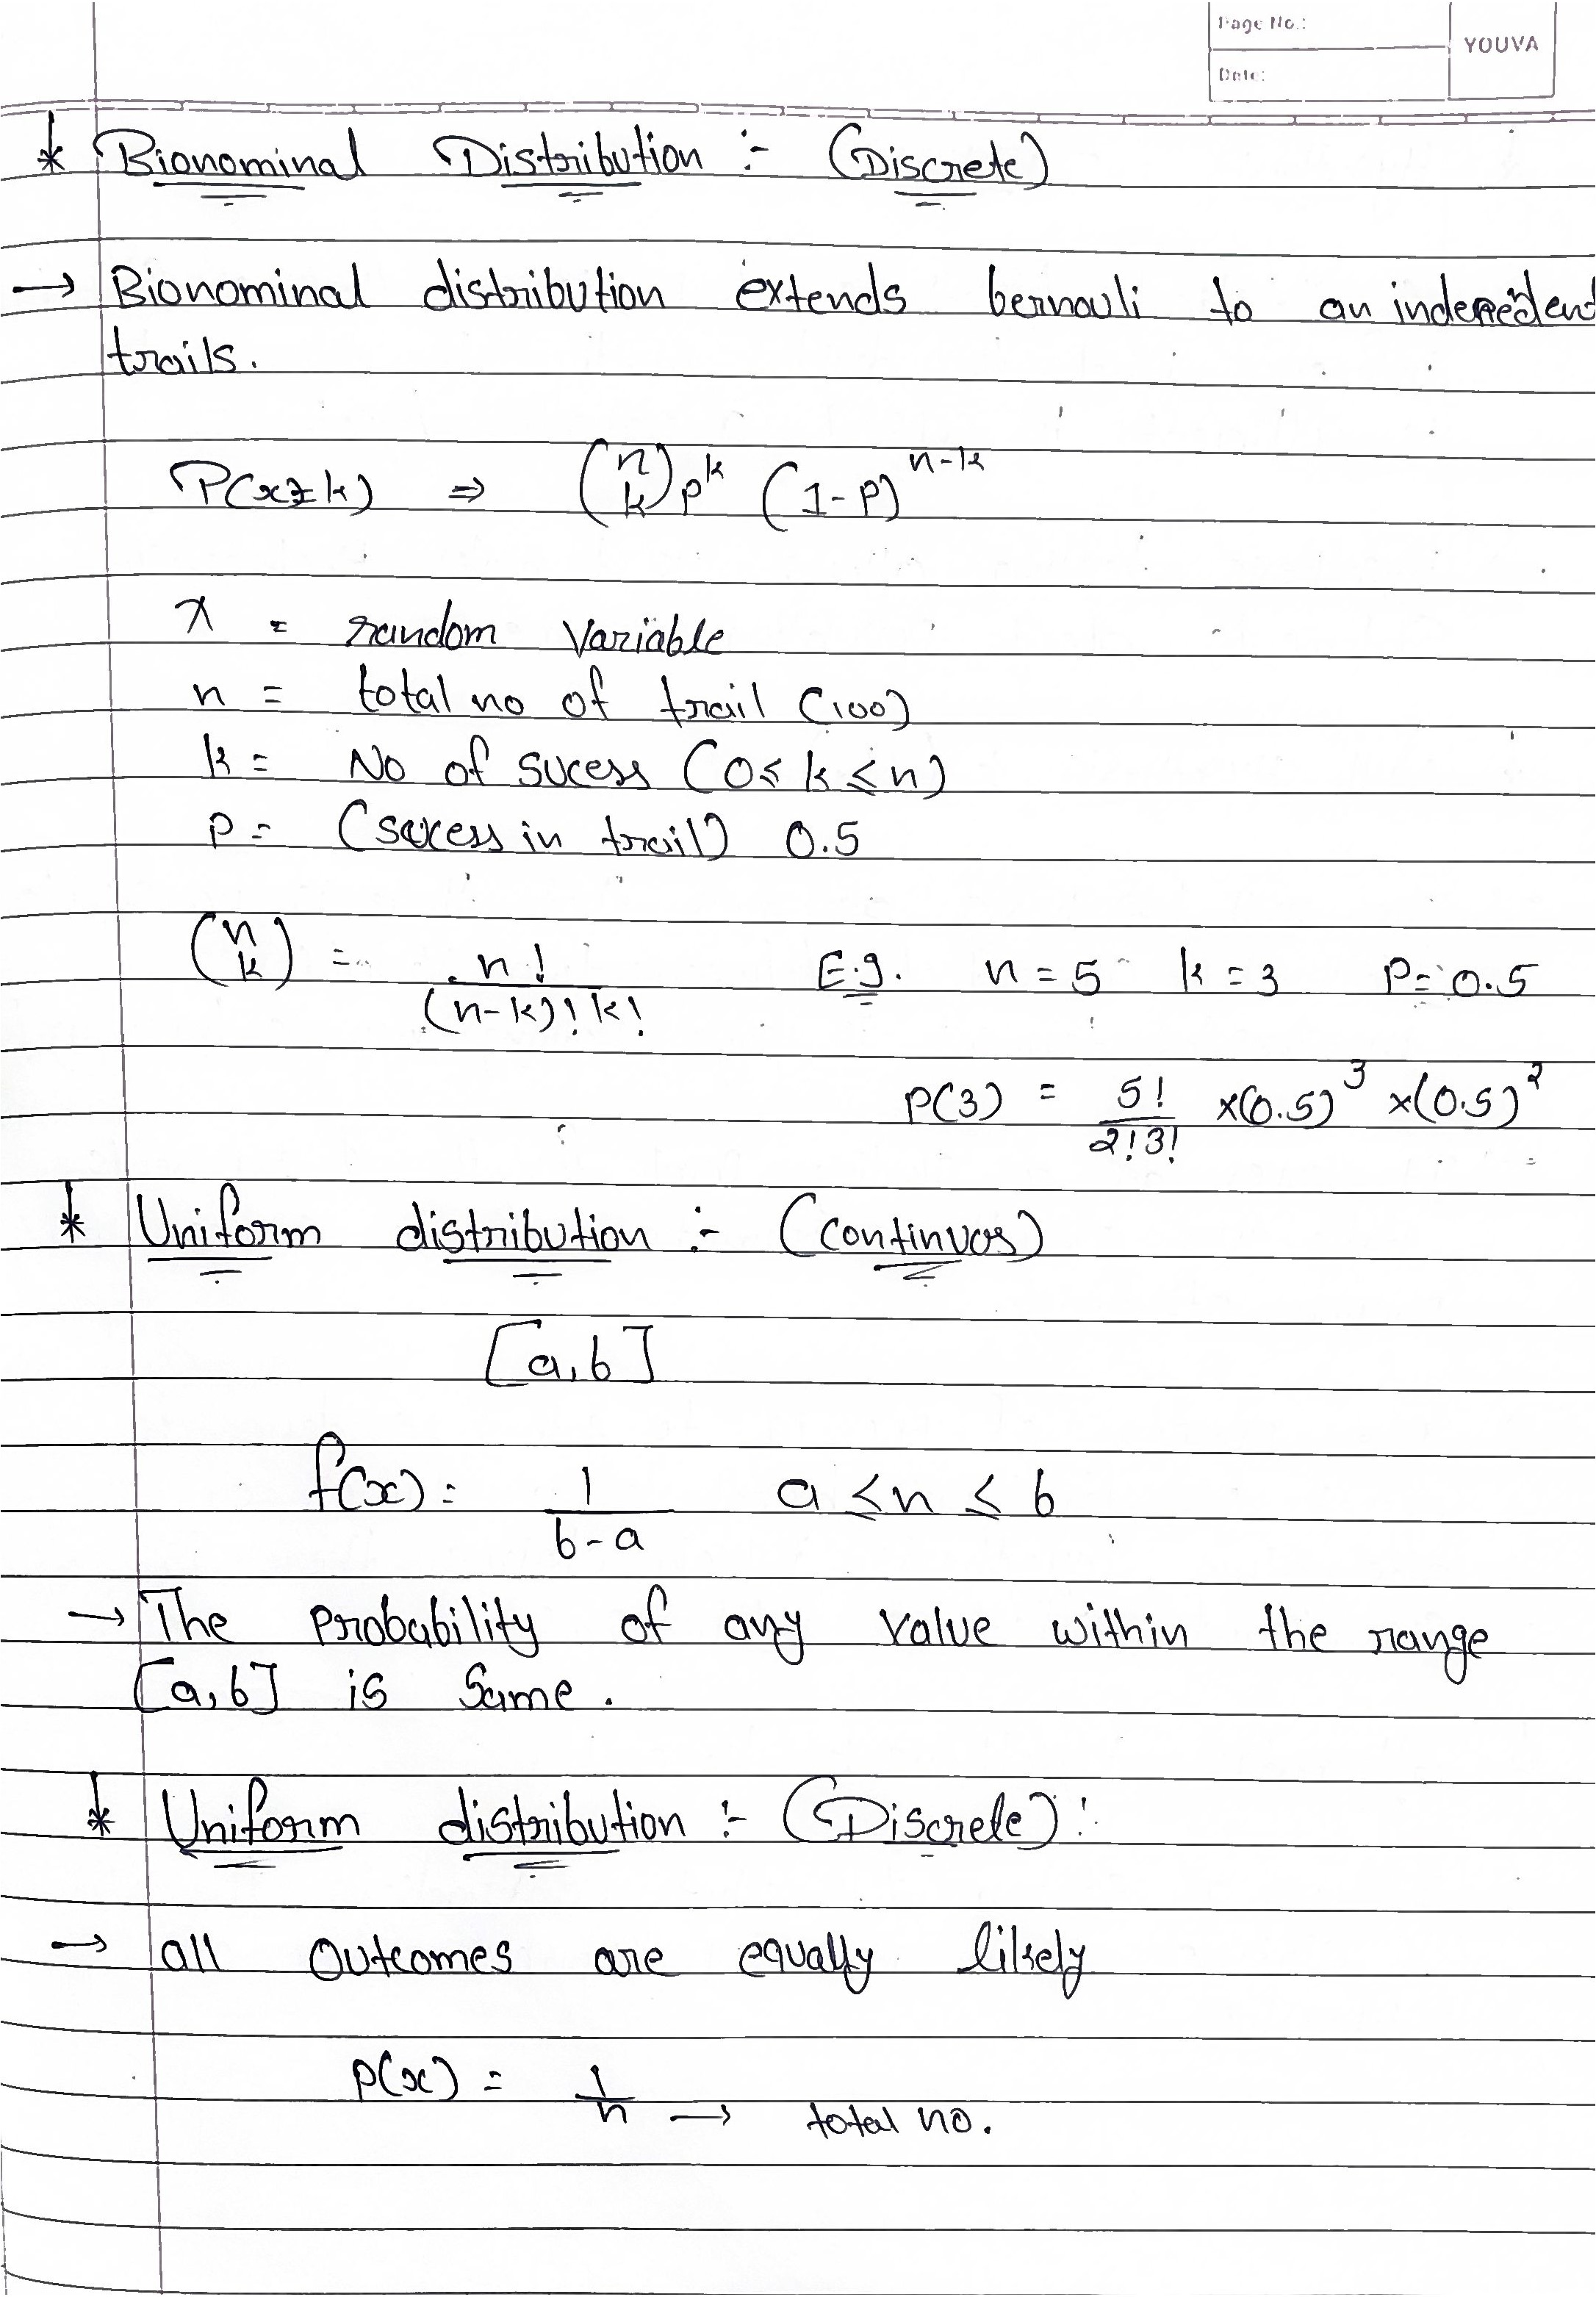 Page No.:
YOUVA
Date:
* Bionominal Distribution :- (Discrete)
→ Bionominal distribution extends bernouli to an indepedent
trails.
P(x=k) ⇒ (n k) p^k (1-p)^n-k
x = random variable
n = total no of trail (100)
k = No of sucess (0≤ k ≤n)
p = (sucess in trail) 0.5
(n k) = n! / (n-k)! k! E.g. n = 5 k = 3 P = 0.5
P(3) = 5! / 2!3! x(0.5)^3 x(0.5)^2
* Uniform distribution :- (continuos)
[a,b]
f(x) = 1 / b-a a ≤ n ≤ b
→ The Probability of any value within the range
[a,b] is Same.
* Uniform distribution :- (Discrete) :
→ all Outcomes are equally likely
P(x) = 1/n → total no.